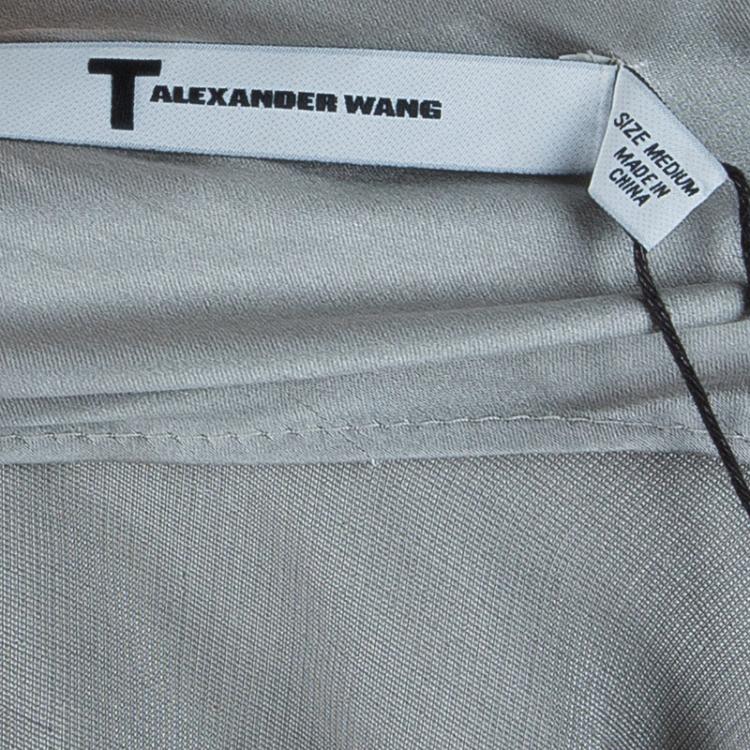 T ALEXANDER WANG
SIZE MEDIUM
MADE IN
CHINA